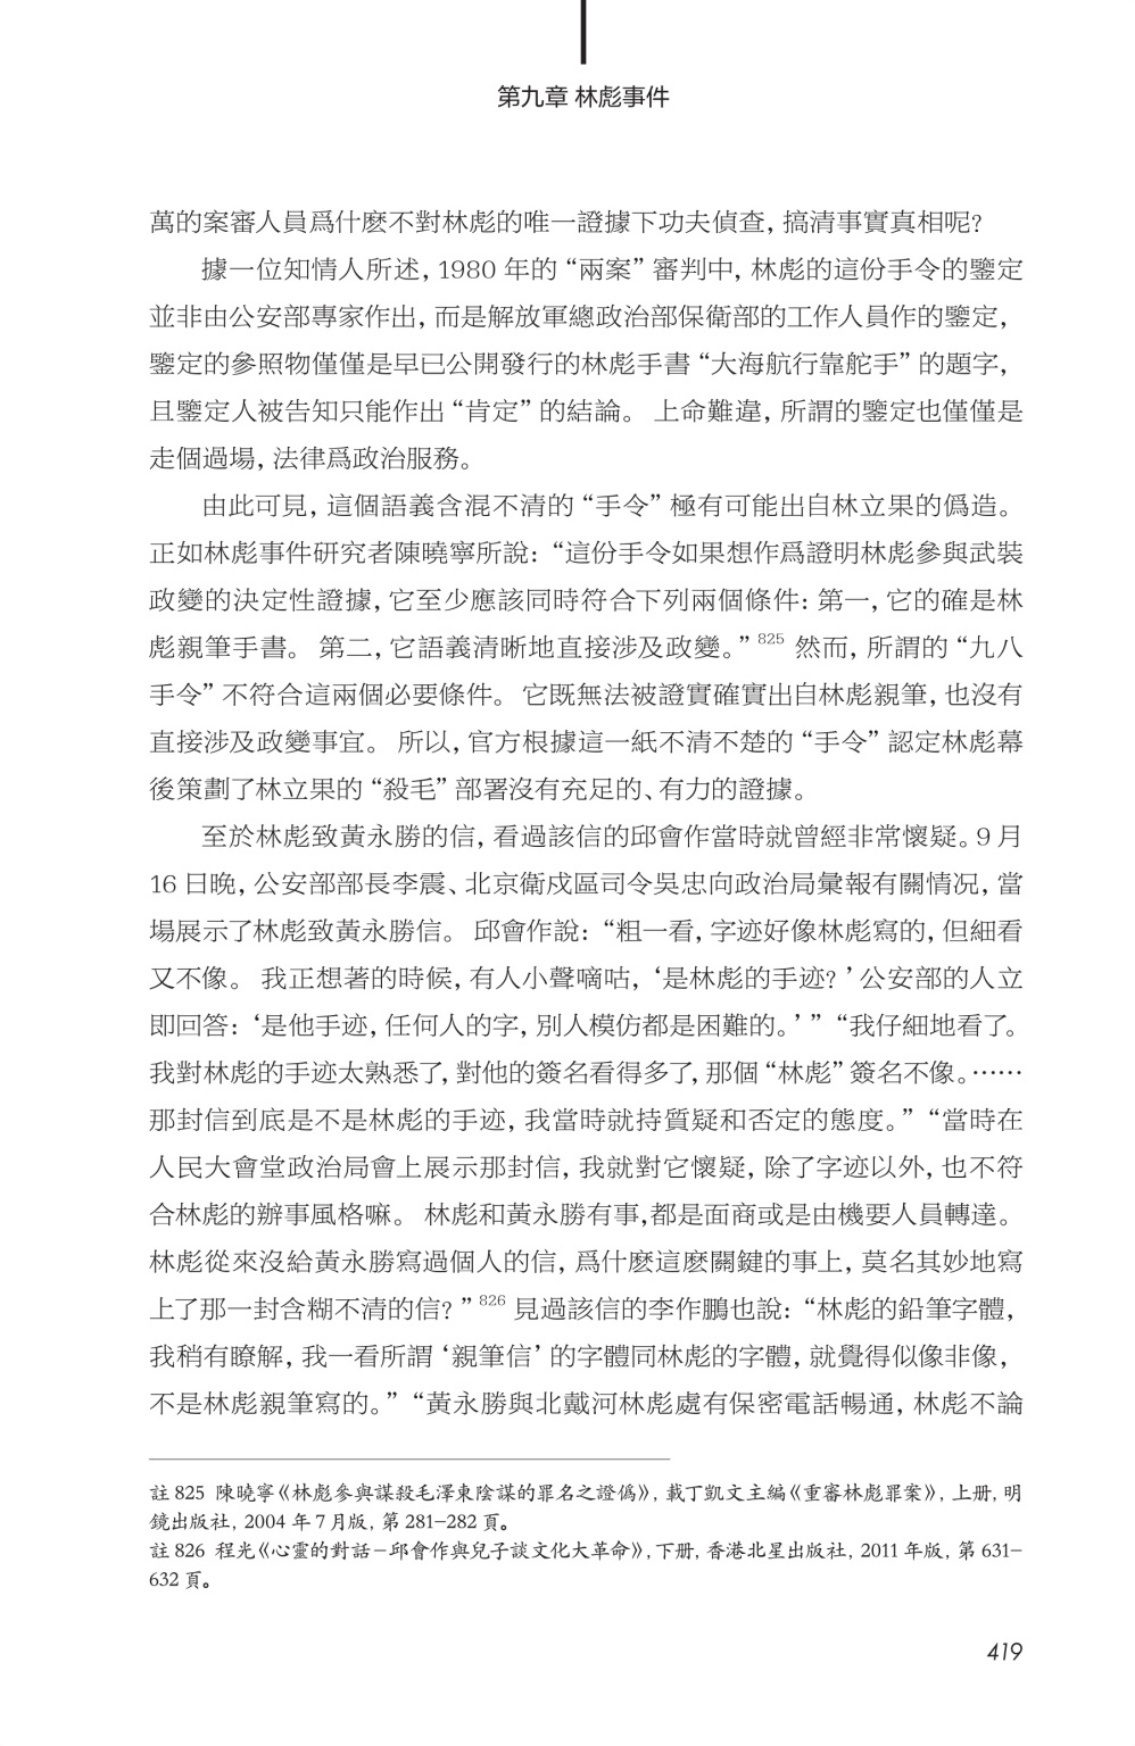 第九章 林彪事件
萬的案審人員爲什麽不對林彪的唯一證據下功夫偵查，搞清事實真相呢？
據一位知情人所述，1980 年的“兩案”審判中，林彪的這份手令的鑒定
並非由公安部專家作出，而是解放軍總政治部保衛部的工作人員作的鑒定，
鑒定的參照物僅僅是早已公開發行的林彪手書“大海航行靠舵手”的題字，
且鑒定人被告知只能作出“肯定”的結論。 上命難違，所謂的鑒定也僅僅是
走個過場，法律爲政治服務。
由此可見，這個語義含混不清的“手令”極有可能出自林立果的僞造。
正如林彪事件研究者陳曉寧所說：“這份手令如果想作爲證明林彪參與武裝
政變的決定性證據，它至少應該同時符合下列兩個條件：第一，它的確是林
彪親筆手書。 第二，它語義清晰地直接涉及政變。”825 然而，所謂的“九八
手令”不符合這兩個必要條件。 它既無法被證實確實出自林彪親筆，也沒有
直接涉及政變事宜。 所以，官方根據這一紙不清不楚的“手令”認定林彪幕
後策劃了林立果的“殺毛”部署沒有充足的、有力的證據。
至於林彪致黃永勝的信，看過該信的邱會作當時就曾經非常懷疑。9 月
16 日晚，公安部部長李震、北京衛戍區司令吳忠向政治局彙報有關情况，當
場展示了林彪致黃永勝信。 邱會作說：“粗一看，字迹好像林彪寫的，但細看
又不像。 我正想著的時候，有人小聲嘀咕，‘是林彪的手迹？’公安部的人立
即回答：‘是他手迹，任何人的字，別人模仿都是困難的。’”“我仔細地看了。
我對林彪的手迹太熟悉了，對他的簽名看得多了，那個“林彪”簽名不像。……
那封信到底是不是林彪的手迹，我當時就持質疑和否定的態度。”“當時在
人民大會堂政治局會上展示那封信，我就對它懷疑，除了字迹以外，也不符
合林彪的辦事風格嘛。 林彪和黃永勝有事，都是面商或是由機要人員轉達。
林彪從來沒給黃永勝寫過個人的信，爲什麽這麽關鍵的事上，莫名其妙地寫
上了那一封含糊不清的信？”826 見過該信的李作鵬也說：“林彪的鉛筆字體，
我稍有瞭解，我一看所謂‘親筆信’的字體同林彪的字體，就覺得似像非像，
不是林彪親筆寫的。”“黃永勝與北戴河林彪處有保密電話暢通，林彪不論
註 825 陳曉寧《林彪參與謀殺毛澤東陰謀的罪名之證僞》，載丁凱文主編《重審林彪罪案》，上册，明
鏡出版社，2004 年 7 月版，第 281–282 頁。
註 826 程光《心靈的對話－邱會作與兒子談文化大革命》，下册，香港北星出版社，2011 年版，第 631–
632 頁。
419